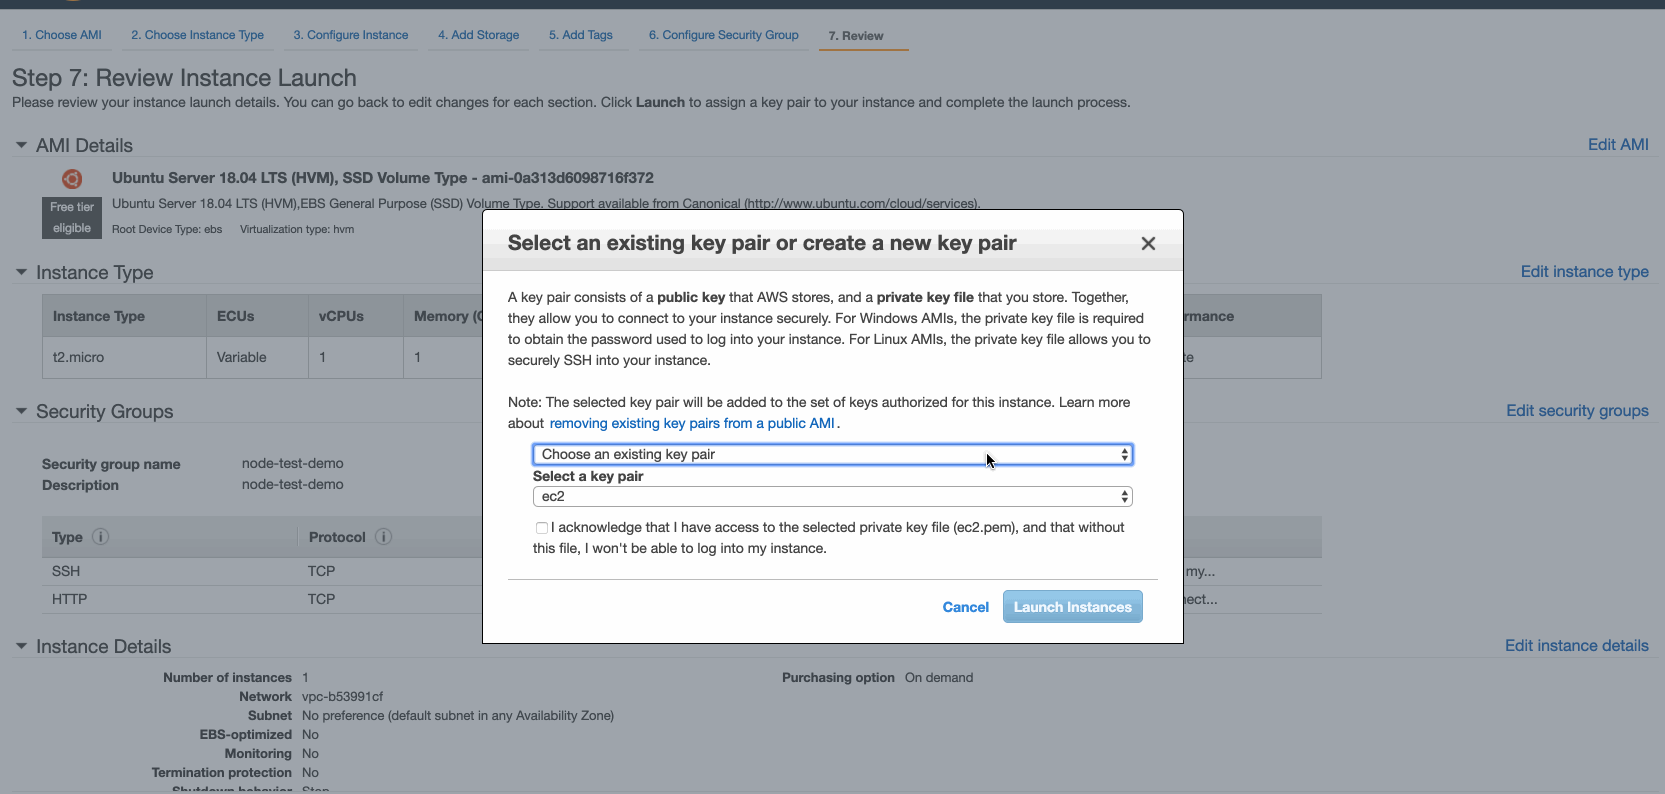 1. Choose AMI 2. Choose Instance Type 3. Configure Instance 4. Add Storage 5. Add Tags 6. Configure Security Group 7. Review
Step 7: Review Instance Launch
Please review your instance launch details. You can go back to edit changes for each section. Click Launch to assign a key pair to your instance and complete the launch process.
AMI Details Edit AMI
Ubuntu Server 18.04 LTS (HVM), SSD Volume Type - ami-0a313d6098716f372
Free tier eligible
Ubuntu Server 18.04 LTS (HVM),EBS General Purpose (SSD) Volume Type. Support available from Canonical (http://www.ubuntu.com/cloud/services).
Root Device Type: ebs Virtualization type: hvm
Select an existing key pair or create a new key pair
A key pair consists of a public key that AWS stores, and a private key file that you store. Together,
they allow you to connect to your instance securely. For Windows AMIs, the private key file is required
to obtain the password used to log into your instance. For Linux AMIs, the private key file allows you to
securely SSH into your instance.
Note: The selected key pair will be added to the set of keys authorized for this instance. Learn more
about removing existing key pairs from a public AMI .
Choose an existing key pair
Select a key pair
ec2
I acknowledge that I have access to the selected private key file (ec2.pem), and that without
this file, I won't be able to log into my instance.
Cancel Launch Instances
Instance Type Edit instance type
Instance Type ECUs vCPUs Memory (
t2.micro Variable 1 1
Security Groups Edit security groups
Security group name node-test-demo
Description node-test-demo
Type Protocol
SSH TCP my...
HTTP TCP
Instance Details Edit instance details
Number of instances 1 Purchasing option On demand
Network vpc-b53991cf
Subnet No preference (default subnet in any Availability Zone)
EBS-optimized No
Monitoring No
Termination protection No
Shutdown behavior Stop